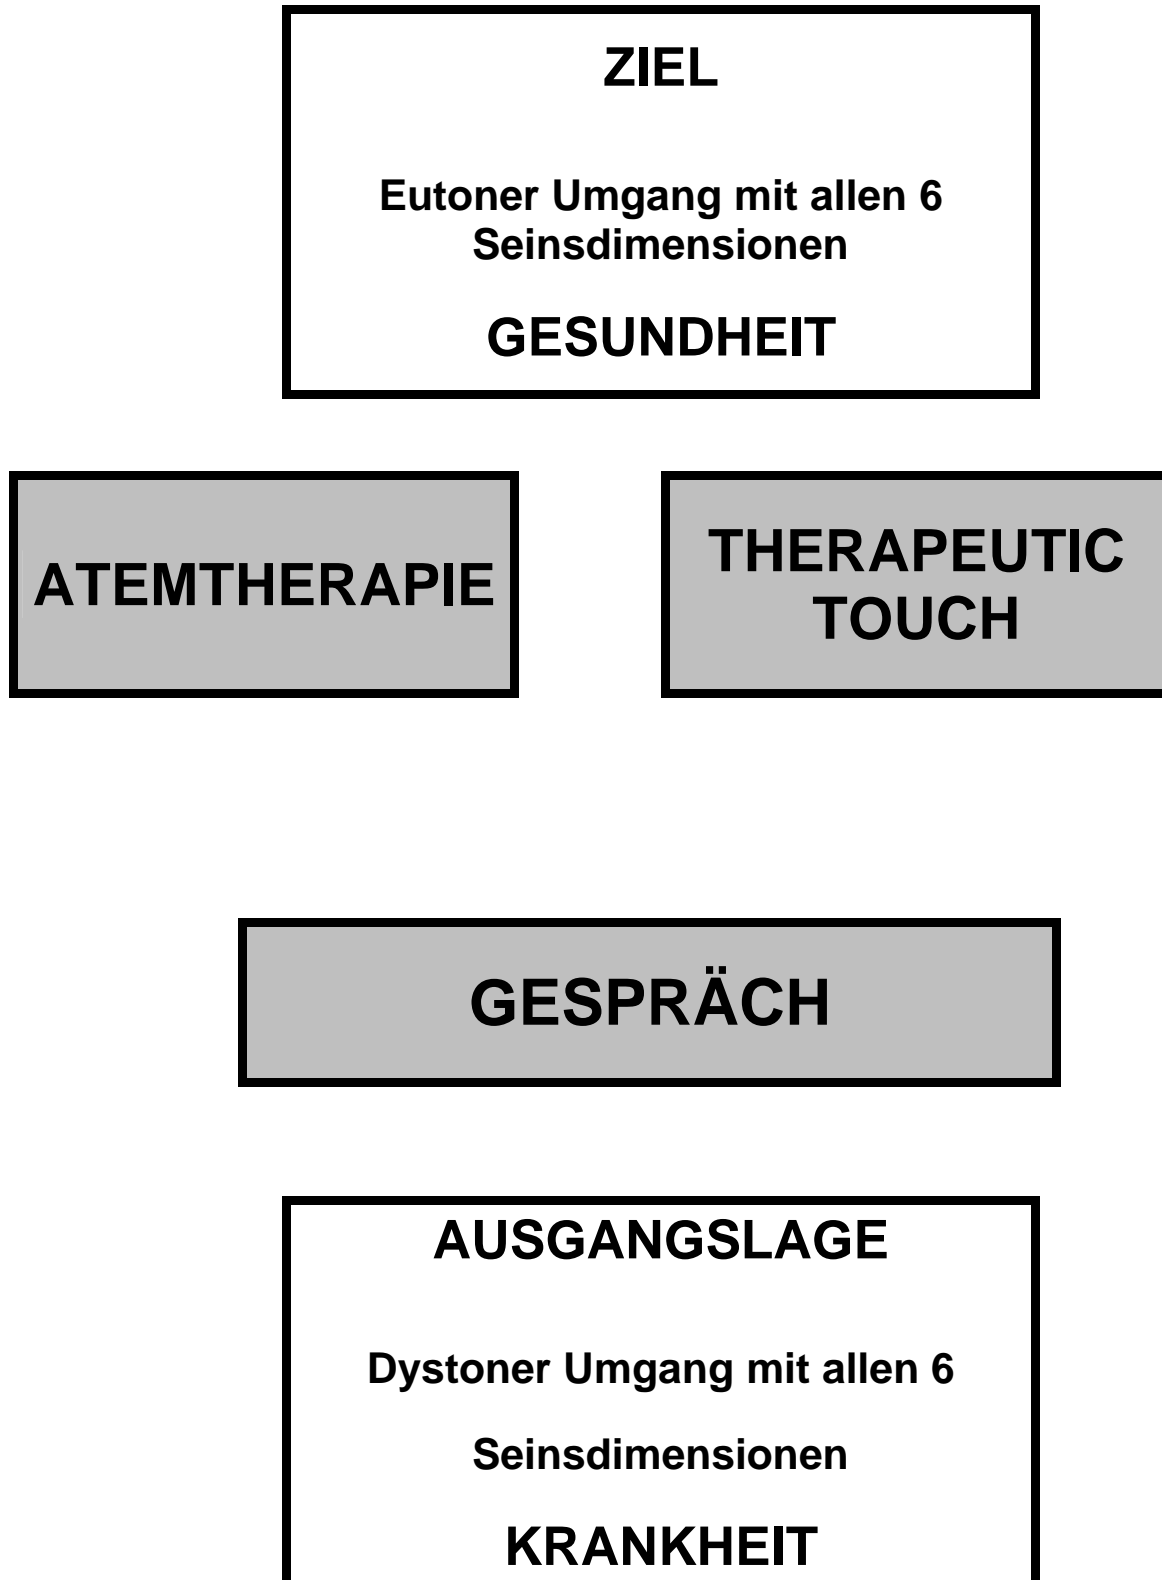 ZIEL
Eutoner Umgang mit allen 6
Seinsdimensionen
GESUNDHEIT
ATEMTHERAPIE
THERAPEUTIC
TOUCH
GESPRÄCH
AUSGANGSLAGE
Dystoner Umgang mit allen 6
Seinsdimensionen
KRANKHEIT